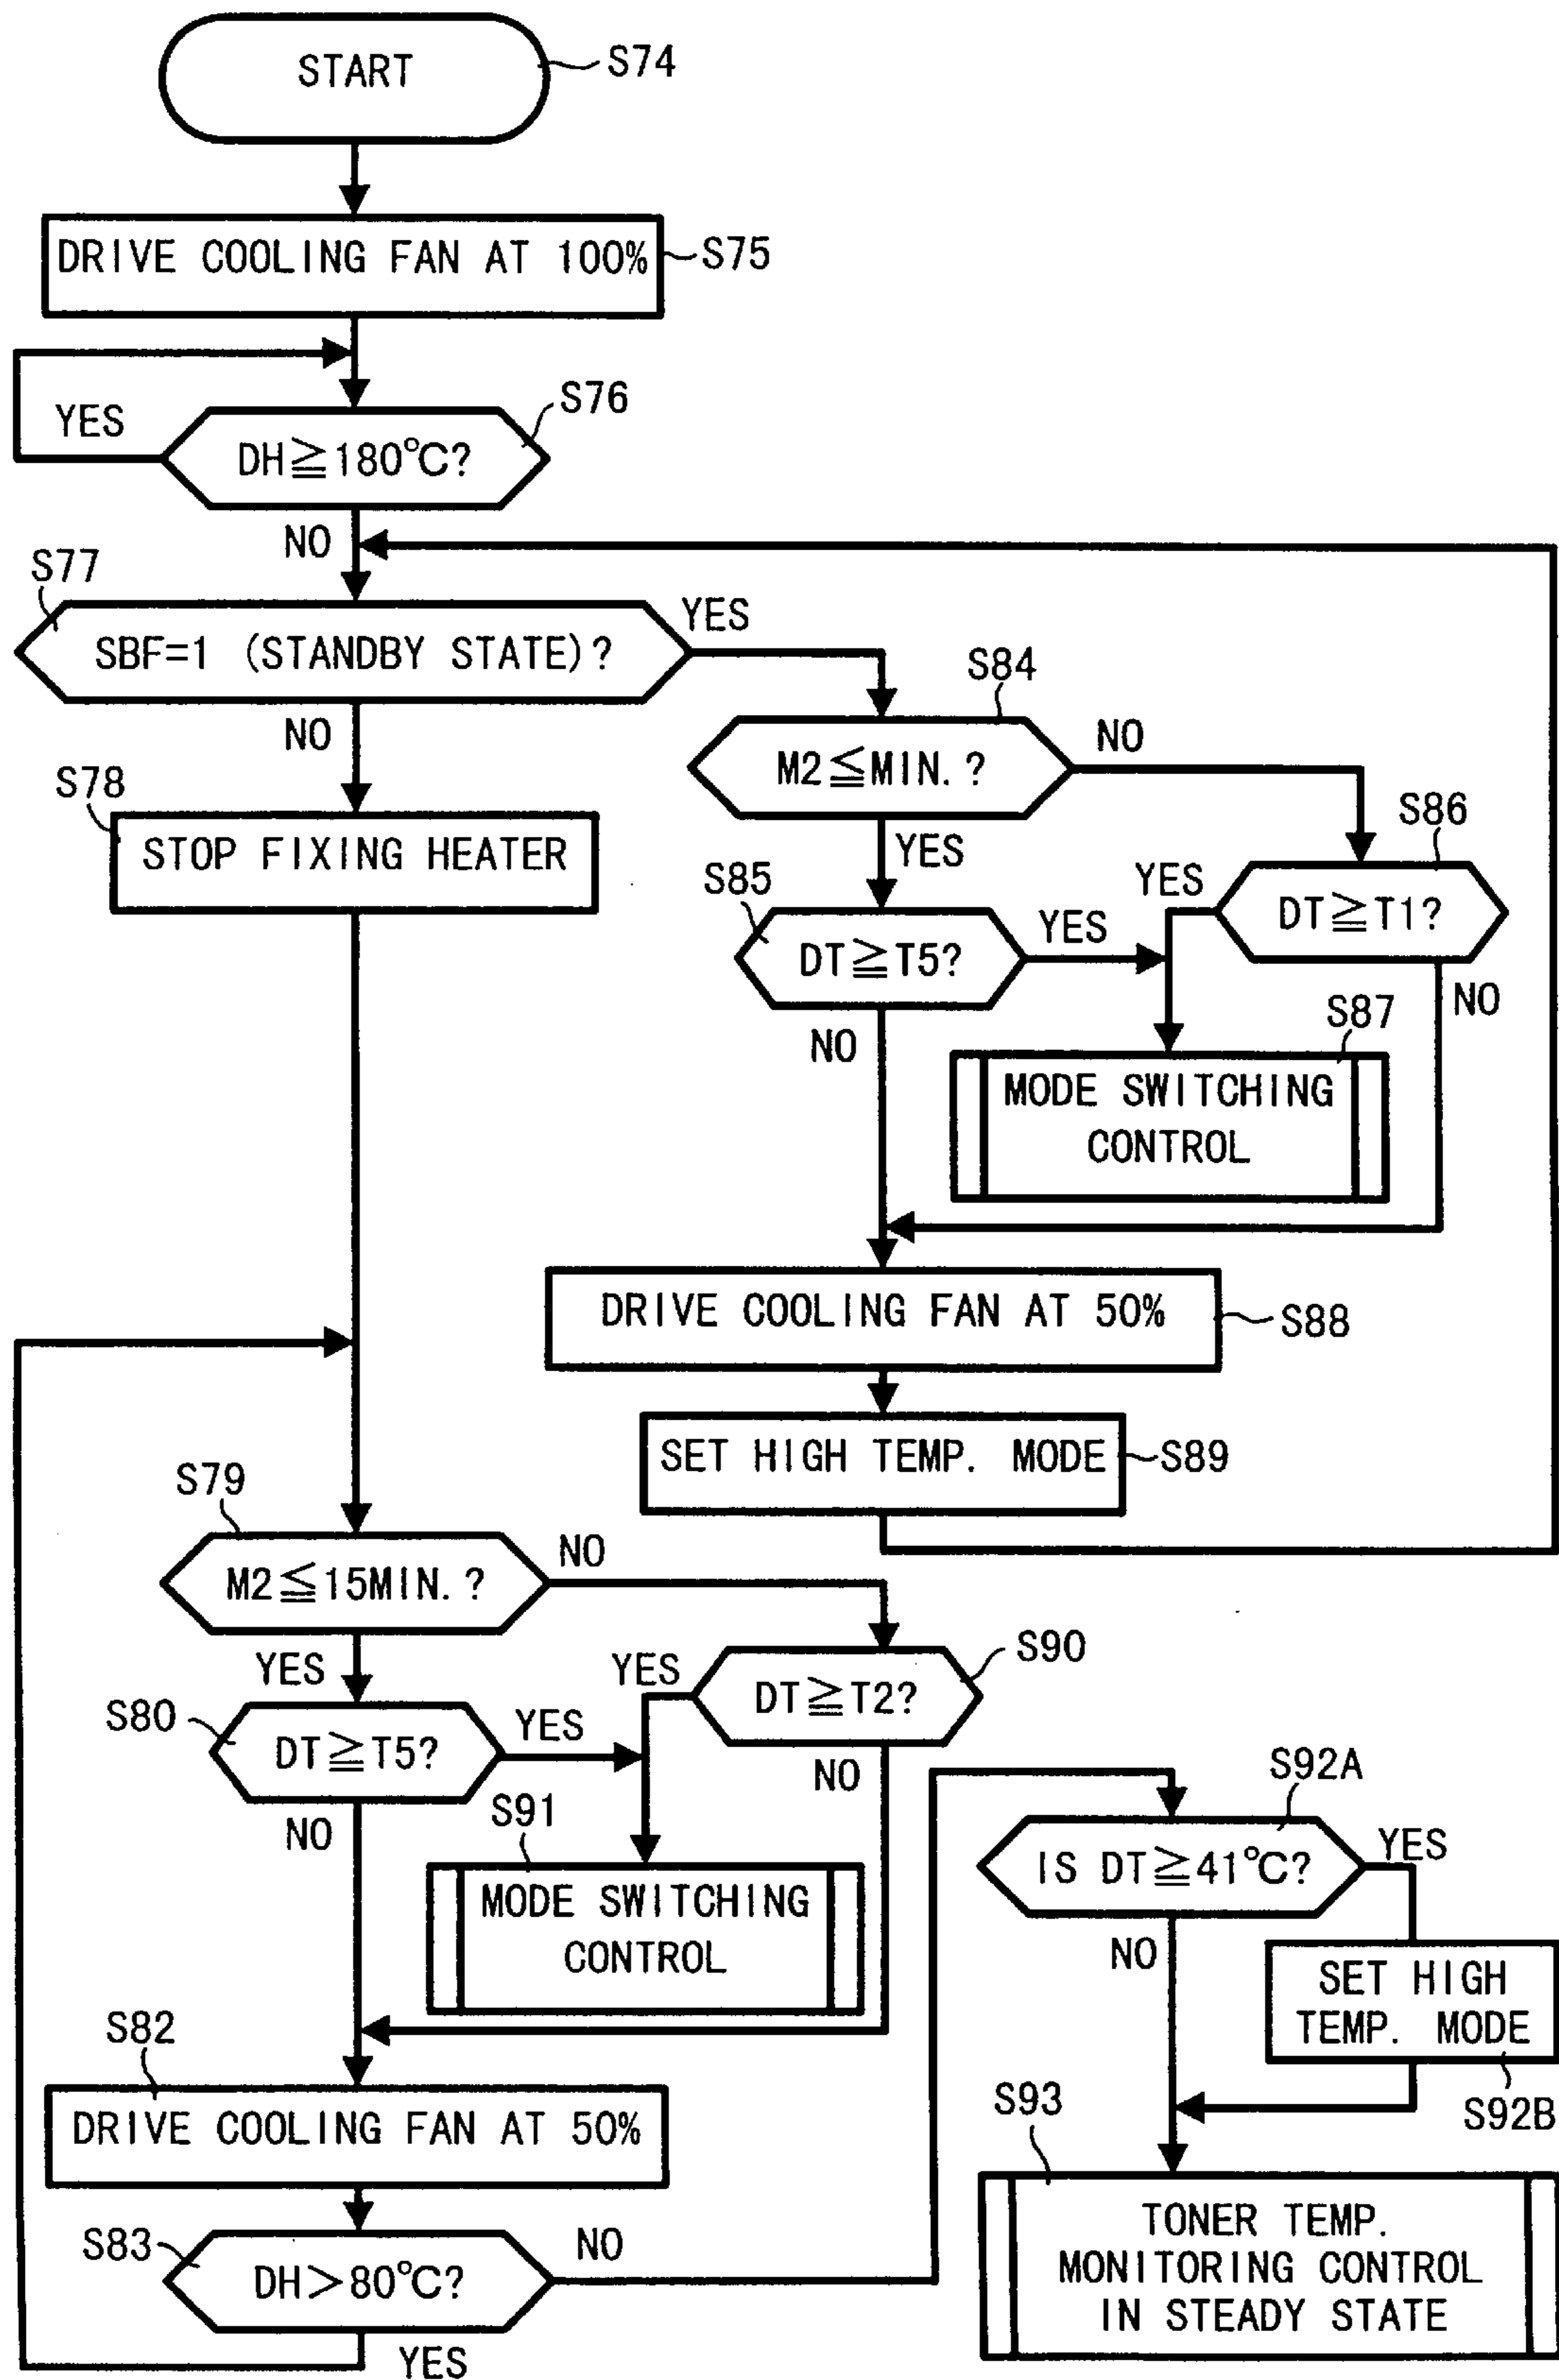 START
S74
DRIVE COOLING FAN AT 100%
S75
S76
YES
DH≧180℃?
NO
S77
SBF=1 (STANDBY STATE)?
YES
NO
S84
M2≦MIN.?
NO
S78
STOP FIXING HEATER
YES
S86
S85
YES
DT≧T1?
DT≧T5?
YES
NO
NO
S87
MODE SWITCHING
CONTROL
DRIVE COOLING FAN AT 50%
S88
SET HIGH TEMP. MODE
S89
S79
M2≦15MIN.?
NO
YES
S90
YES
DT≧T2?
S80
DT≧T5?
YES
NO
NO
S91
MODE SWITCHING
CONTROL
S92A
IS DT≧41℃?
YES
NO
SET HIGH
TEMP. MODE
S92B
S82
DRIVE COOLING FAN AT 50%
S93
TONER TEMP.
MONITORING CONTROL
IN STEADY STATE
S83
DH>80℃?
NO
YES